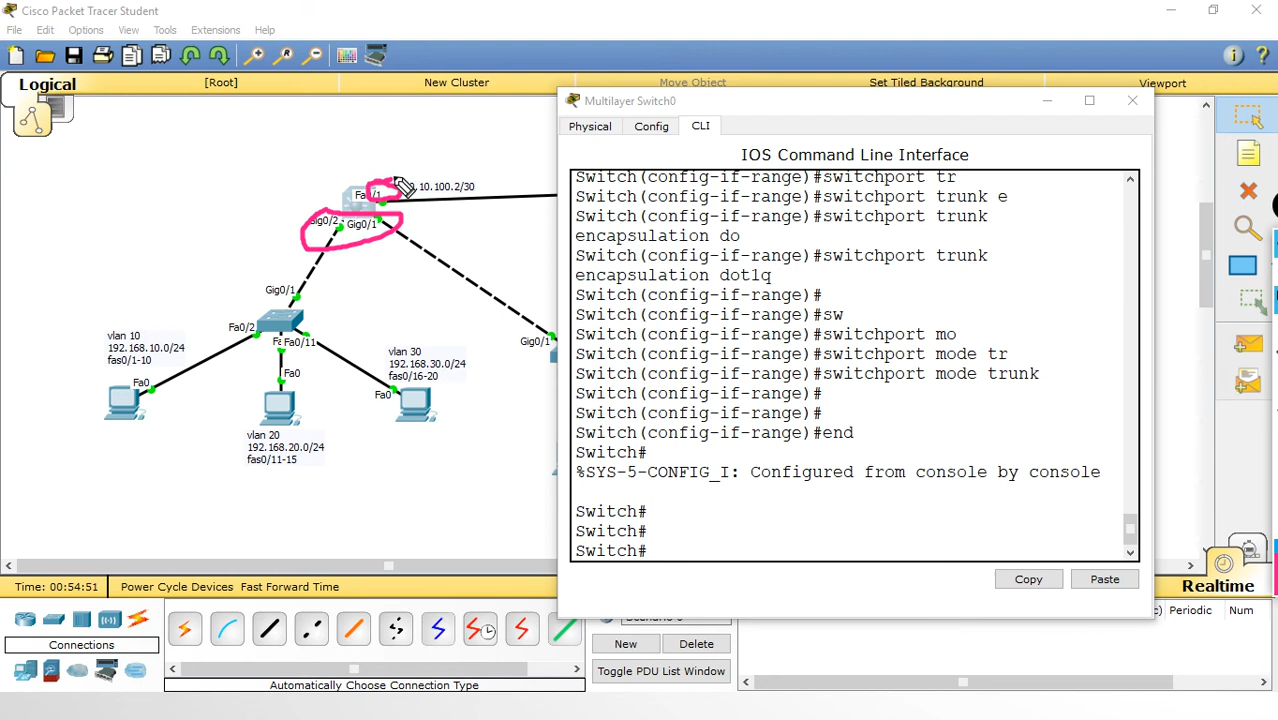 Cisco Packet Tracer Student
File Edit Options View Tools Extensions Help
Logical
[Root]
New Cluster
Move Object
Set Tiled Background
Viewport
Multilayer Switch0
Physical Config CLI
IOS Command Line Interface
Switch(config-if-range)#switchport tr
Switch(config-if-range)#switchport trunk e
Switch(config-if-range)#switchport trunk
encapsulation do
Switch(config-if-range)#switchport trunk
encapsulation dot1q
Switch(config-if-range)#
Switch(config-if-range)#sw
Switch(config-if-range)#switchport mo
Switch(config-if-range)#switchport mode tr
Switch(config-if-range)#switchport mode trunk
Switch(config-if-range)#
Switch(config-if-range)#
Switch(config-if-range)#end
Switch#
%SYS-5-CONFIG_I: Configured from console by console
Switch#
Switch#
Switch#
Copy
Paste
10.100.2/30
Gig0/2
Gig0/1
Gig0/1
Fa0/2
Fa0/11
Gig0/1
vlan 10
192.168.10.0/24
fas0/1-10
vlan 30
192.168.30.0/24
fas0/16-20
Fa0
Fa0
Fa0
vlan 20
192.168.20.0/24
fas0/11-15
Time: 00:54:51
Power Cycle Devices Fast Forward Time
Realtime
Connections
New
Delete
Toggle PDU List Window
Periodic
Num
Automatically Choose Connection Type